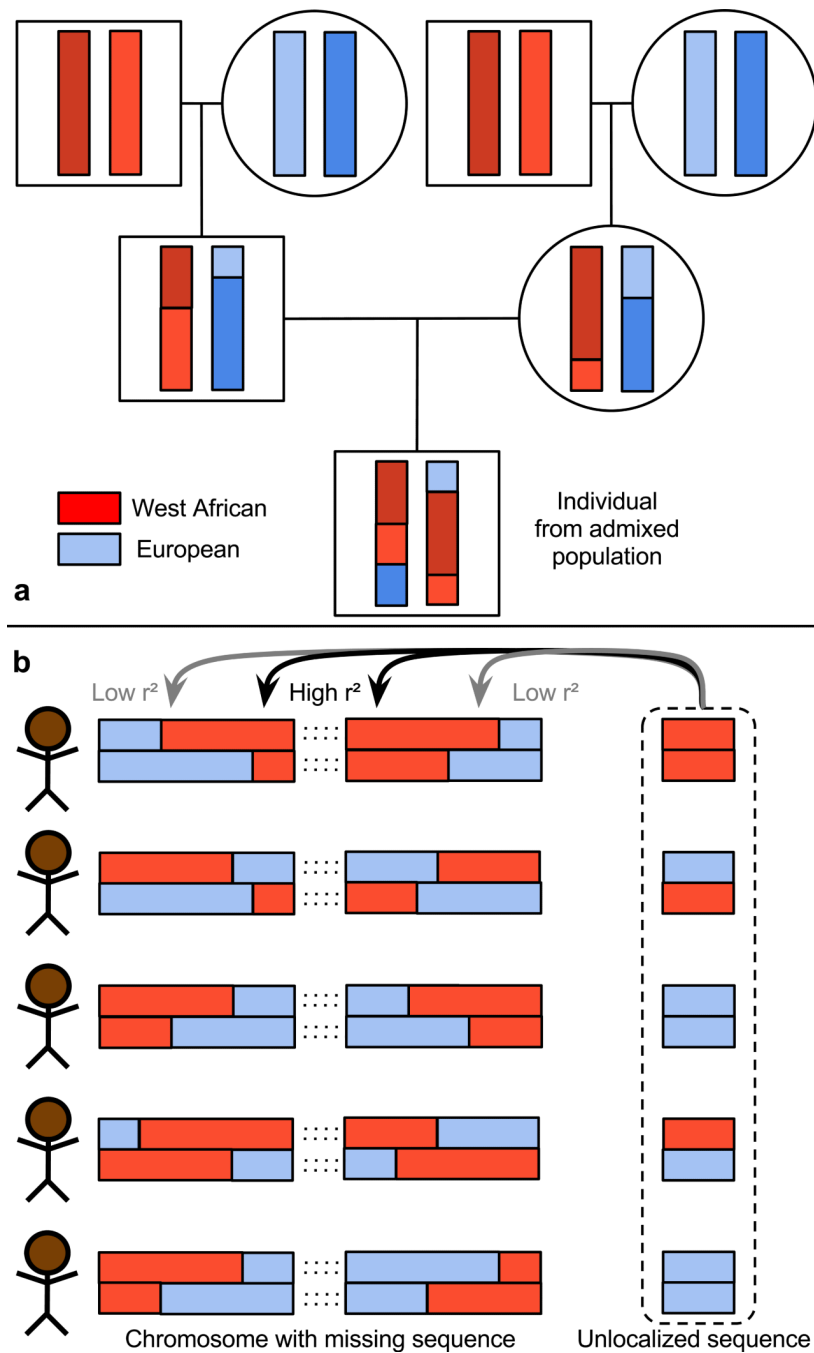 West African
European
Individual
from admixed
population
a
b
Low r²
High r²
Low r²
Chromosome with missing sequence
Unlocalized sequence